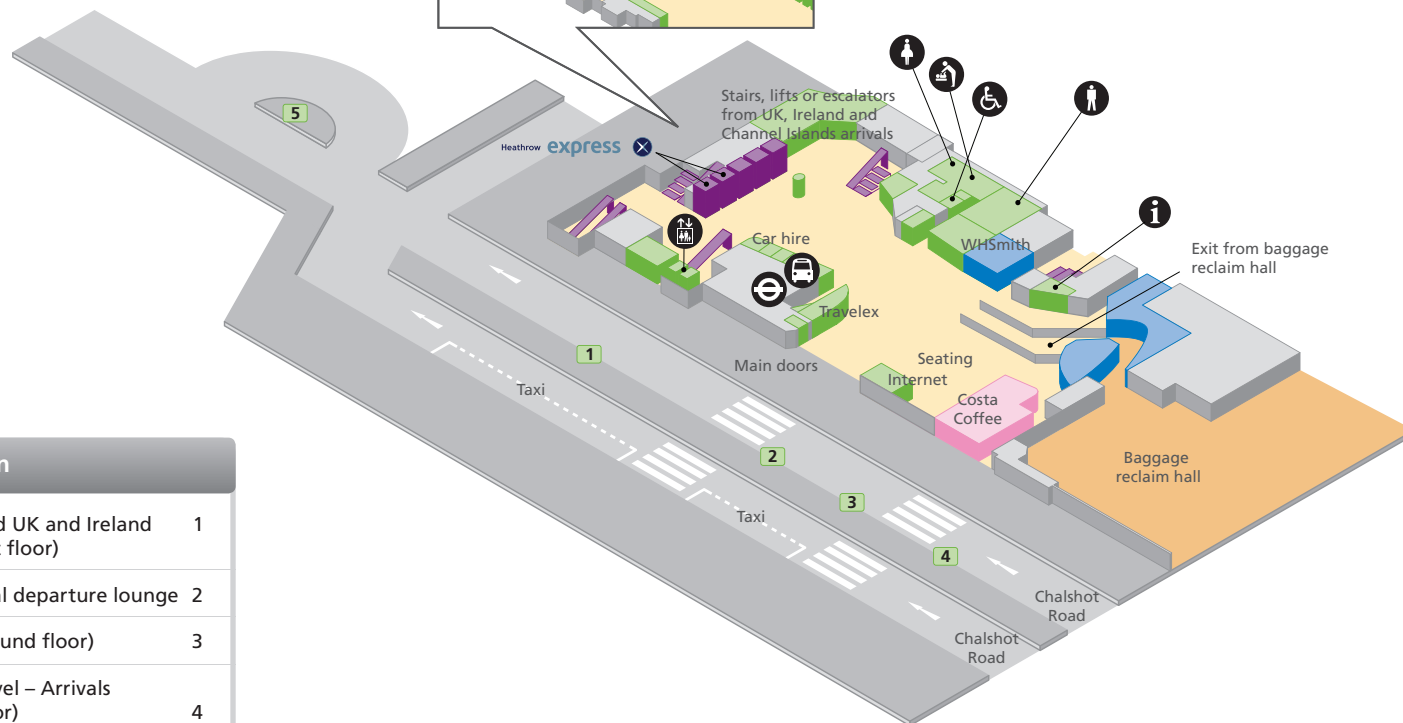 5
Stairs, lifts or escalators
from UK, Ireland and
Channel Islands arrivals
Heathrow express
Car hire
WHSmith
i
Exit from baggage
reclaim hall
Travelex
1
Main doors
Seating
Internet
Taxi
Costa
Coffee
2
Baggage
reclaim hall
3
Taxi
4
Chalshot
Road
Chalshot
Road
n
d UK and Ireland 1
floor)
al departure lounge 2
und floor) 3
vel – Arrivals
or) 4